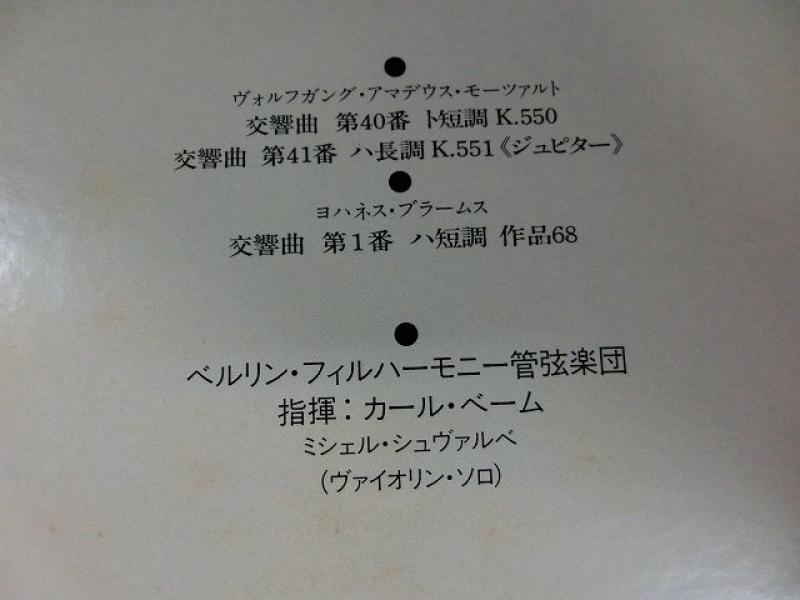 ●
ヴォルフガング・アマデウス・モーツァルト
交響曲 第40番 ト短調 K.550
交響曲 第41番 ハ長調 K.551《ジュピター》
●
ヨハネス・ブラームス
交響曲 第1番 ハ短調 作品68
●
ベルリン・フィルハーモニー管弦楽団
指揮：カール・ベーム
ミシェル・シュヴァルベ
(ヴァイオリン・ソロ)